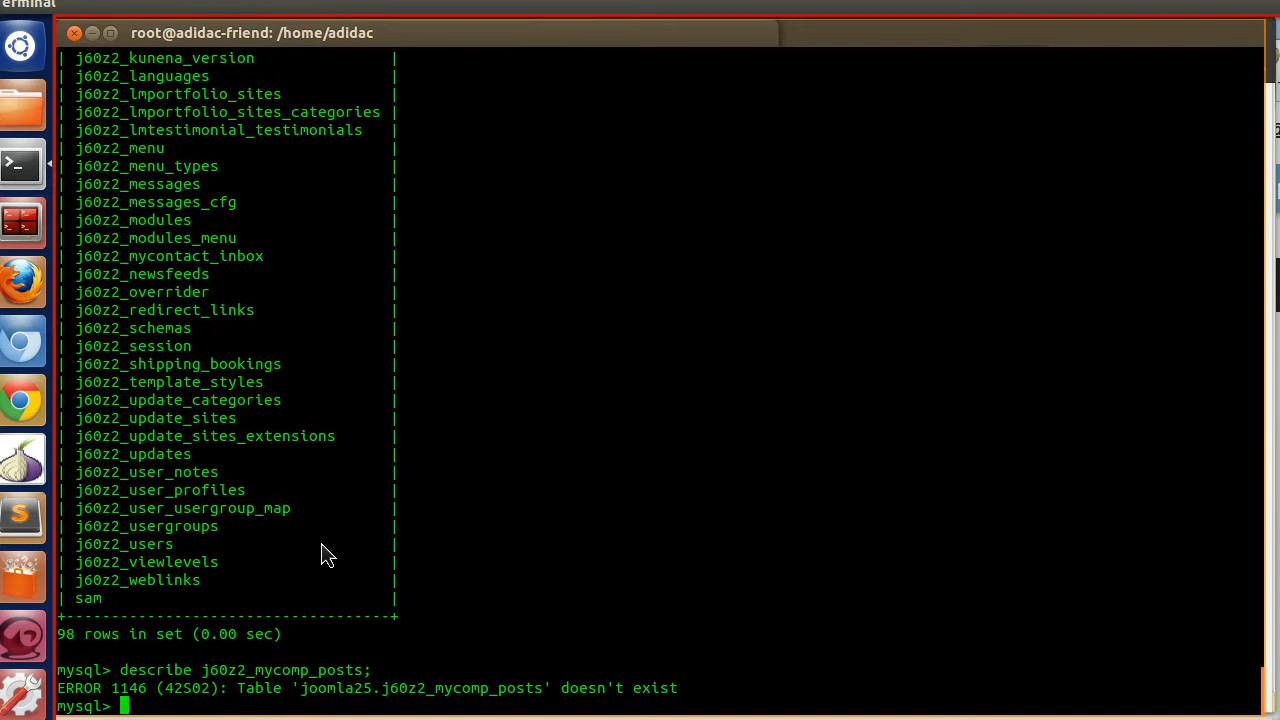 erminal
root@adidac-friend: /home/adidac
| j60z2_kunena_version |
| j60z2_languages |
| j60z2_lmportfolio_sites |
| j60z2_lmportfolio_sites_categories |
| j60z2_lmtestimonial_testimonials |
| j60z2_menu |
| j60z2_menu_types |
| j60z2_messages |
| j60z2_messages_cfg |
| j60z2_modules |
| j60z2_modules_menu |
| j60z2_mycontact_inbox |
| j60z2_newsfeeds |
| j60z2_overrider |
| j60z2_redirect_links |
| j60z2_schemas |
| j60z2_session |
| j60z2_shipping_bookings |
| j60z2_template_styles |
| j60z2_update_categories |
| j60z2_update_sites |
| j60z2_update_sites_extensions |
| j60z2_updates |
| j60z2_user_notes |
| j60z2_user_profiles |
| j60z2_user_usergroup_map |
| j60z2_usergroups |
| j60z2_users |
| j60z2_viewlevels |
| j60z2_weblinks |
| sam |
+------------------------------------+
98 rows in set (0.00 sec)
mysql> describe j60z2_mycomp_posts;
ERROR 1146 (42S02): Table 'joomla25.j60z2_mycomp_posts' doesn't exist
mysql>